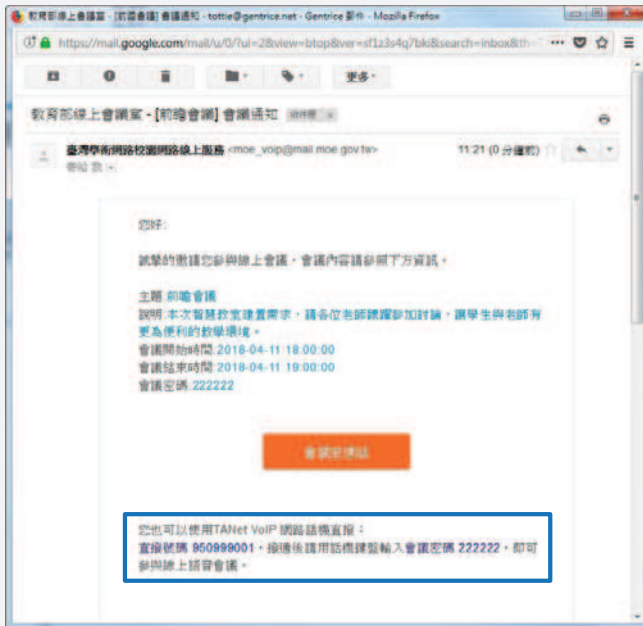 教育部線上會議室 - [前瞻會議] 會議通知 - tottie@gentrice.net - Gentrice 郵件 - Mozilla Firefox
https://mail.google.com/mail/u/0/?ui=2&view=btop&ver=sf1z3s4q7bki&search=inbox&th
更多
教育部線上會議室 - [前瞻會議] 會議通知 收件匣 x
臺灣學術網路校園網路線上服務 <moe_voip@mail.moe.gov.tw> 11:21 (0 分鐘前)
寄給 我
您好:
誠摯的邀請您參與線上會議，會議內容請參照下方資訊。
主題:前瞻會議
說明:本次智慧教室建置需求，請各位老師踴躍參加討論，讓學生與老師有
更為便利的教學環境。
會議開始時間:2018-04-11 18:00:00
會議結束時間:2018-04-11 19:00:00
會議密碼:222222
會議室連結
您也可以使用TANet VoIP 網路話機直撥：
直撥號碼 950999001，接通後請用話機鍵盤輸入會議密碼 222222，即可
參與線上語音會議。